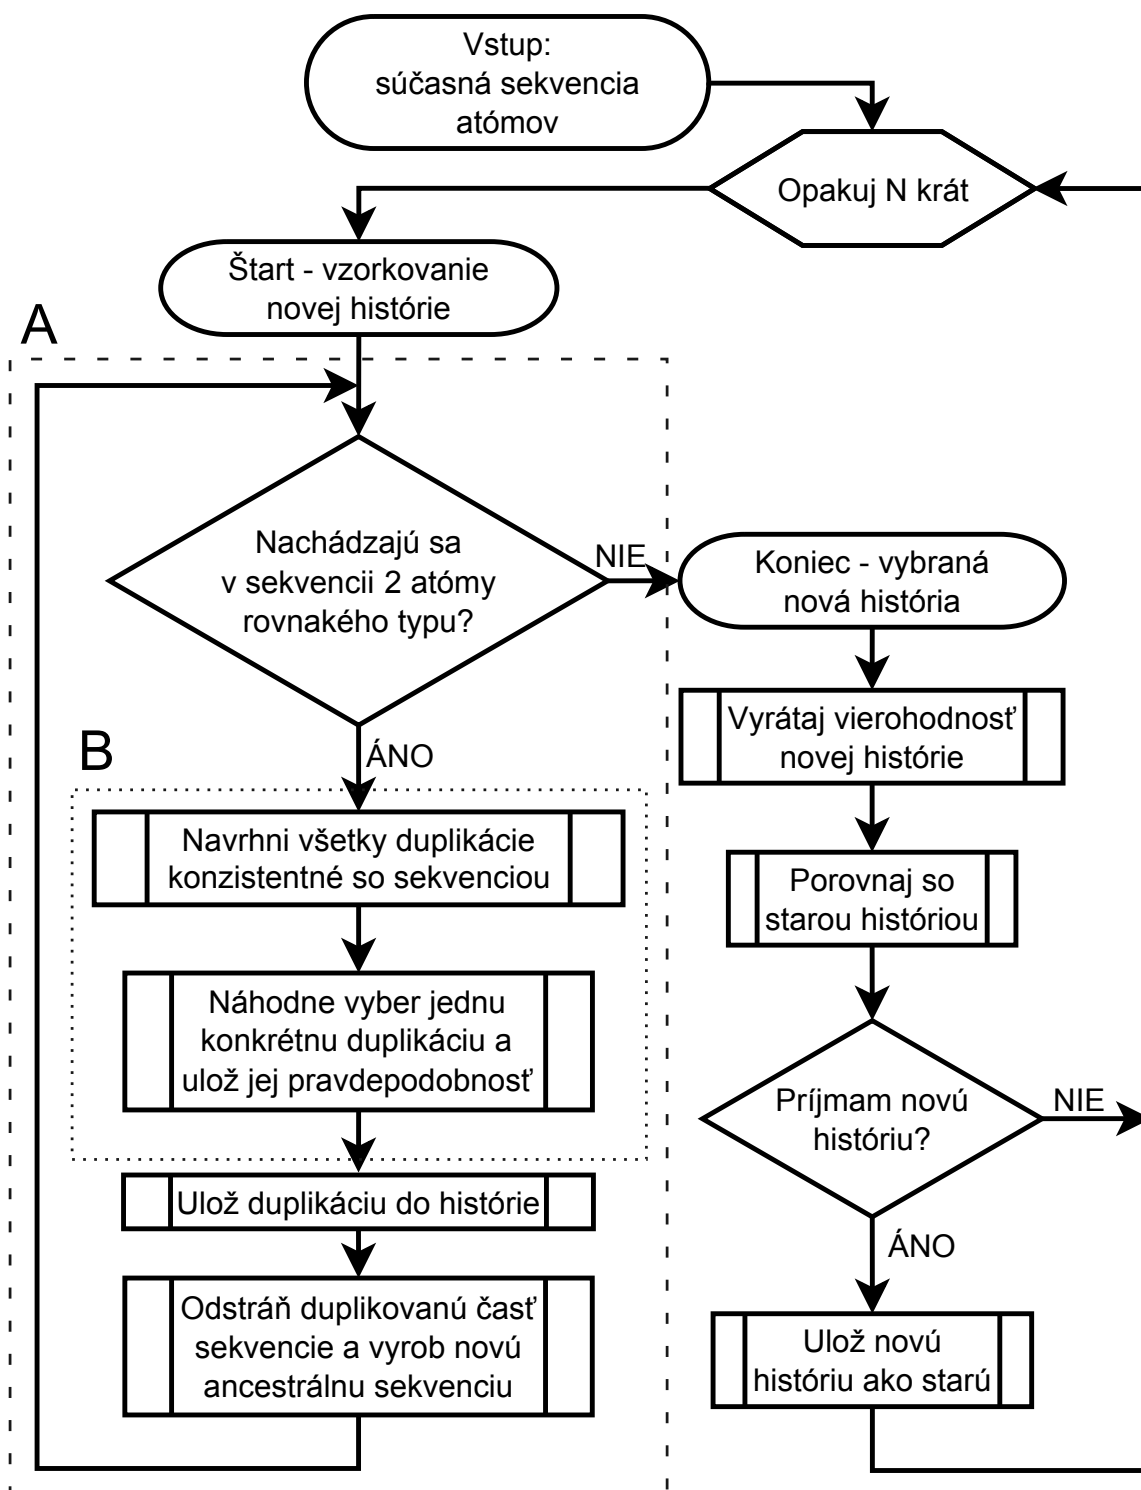 Vstup:
súčasná sekvencia
atómov
Opakuj N krát
Štart - vzorkovanie
novej histórie
A
Nachádzajú sa
v sekvencii 2 atómy
rovnakého typu?
NIE
Koniec - vybraná
nová história
Vyrátaj vierohodnosť
novej histórie
B
ÁNO
Navrhni všetky duplikácie
konzistentné so sekvenciou
Porovnaj so
starou históriou
Náhodne vyber jednu
konkrétnu duplikáciu a
ulož jej pravdepodobnosť
Príjmam novú
históriu?
NIE
Ulož duplikáciu do histórie
ÁNO
Odstráň duplikovanú časť
sekvencie a vyrob novú
ancestrálnu sekvenciu
Ulož novú
históriu ako starú